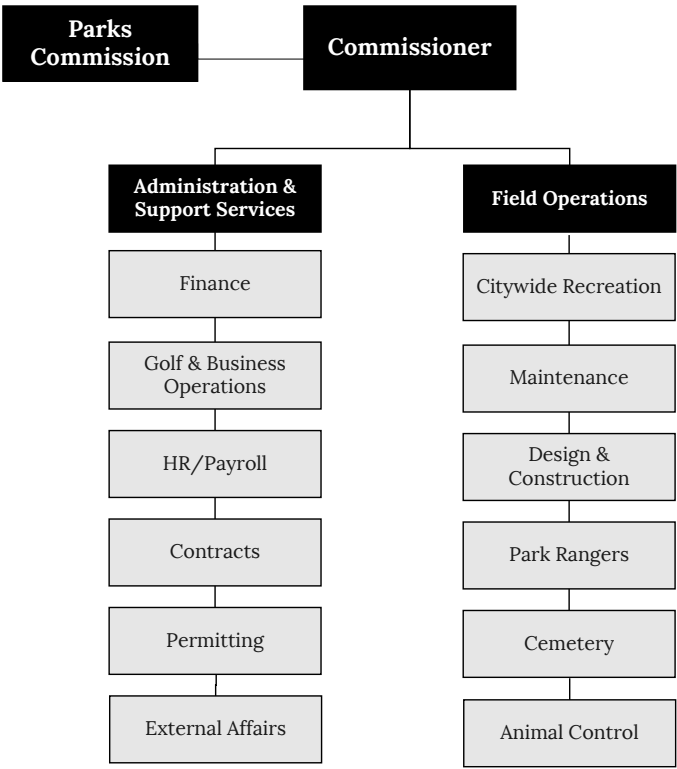 Parks
Commission
Commissioner
Administration &
Support Services
Finance
Golf & Business
Operations
HR/Payroll
Contracts
Permitting
External Affairs
Field Operations
Citywide Recreation
Maintenance
Design &
Construction
Park Rangers
Cemetery
Animal Control